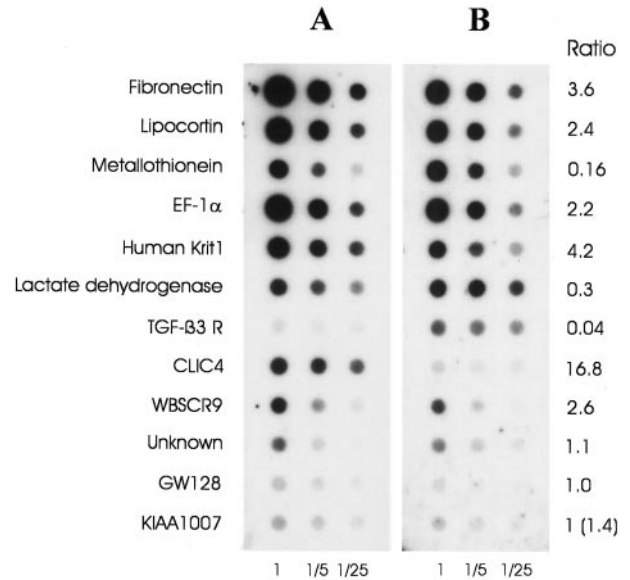 A B
Ratio
Fibronectin 3.6
Lipocortin 2.4
Metallothionein 0.16
EF-1α 2.2
Human Krit1 4.2
Lactate dehydrogenase 0.3
TGF-ß3 R 0.04
CLIC4 16.8
WBSCR9 2.6
Unknown 1.1
GW128 1.0
KIAA1007 1 (1.4)
1 1/5 1/25 1 1/5 1/25